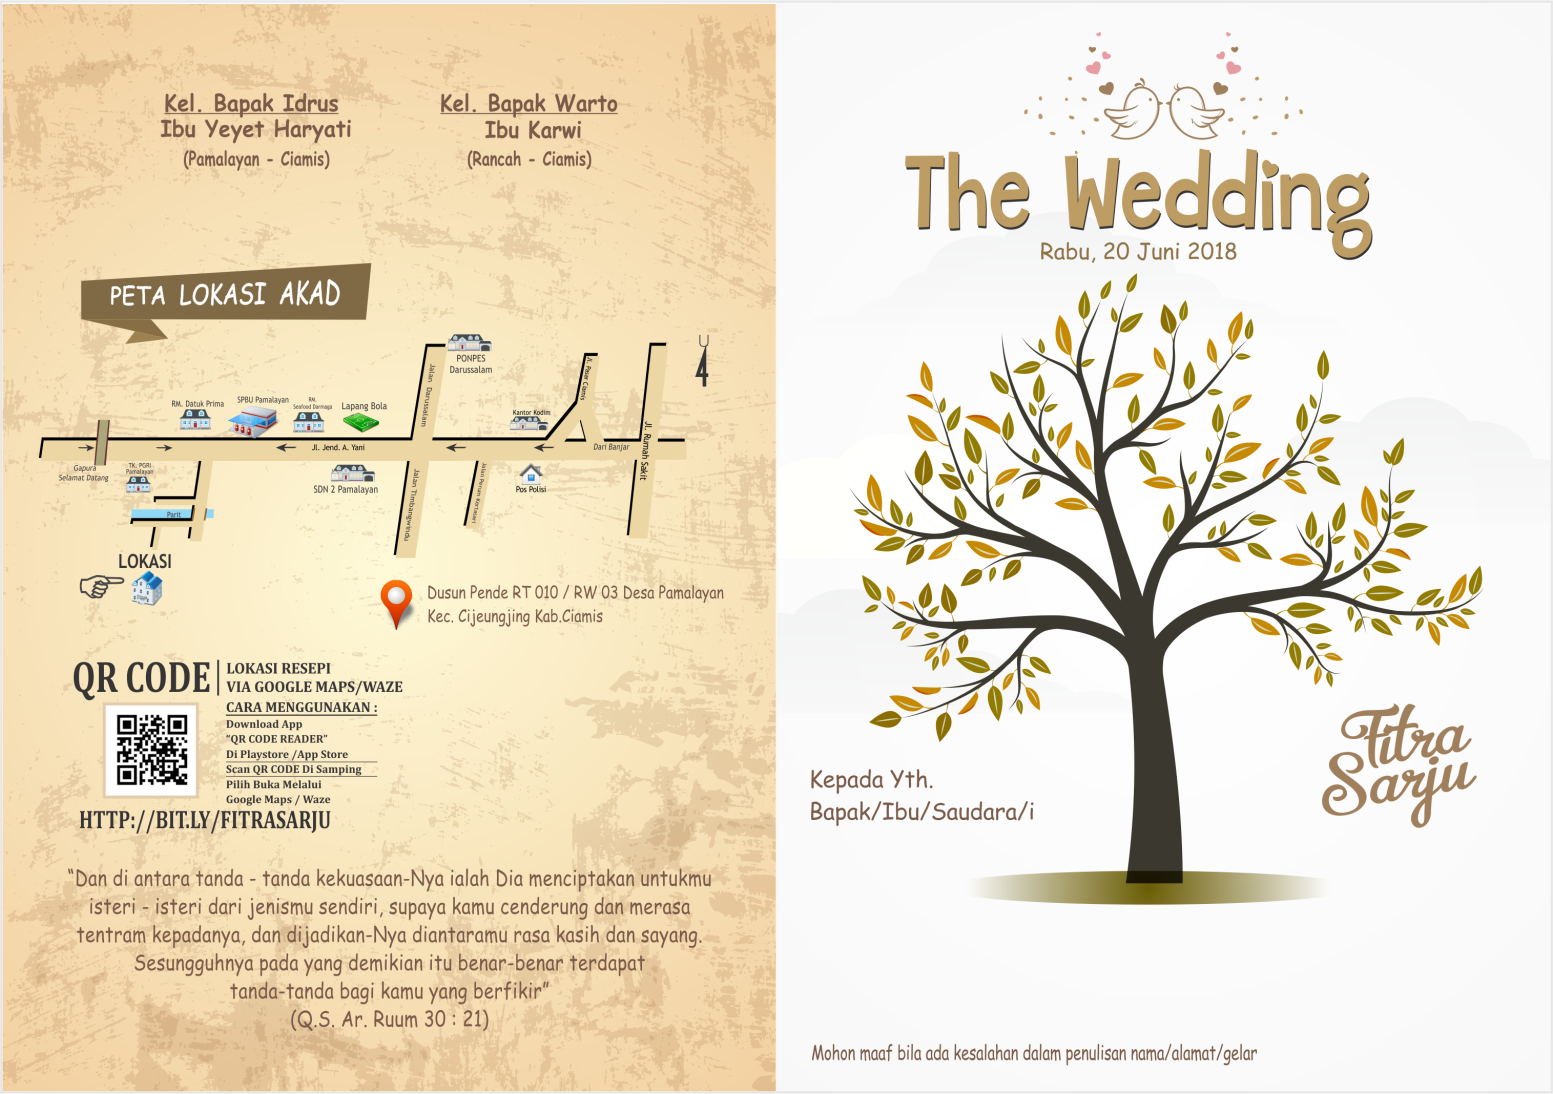 Kel. Bapak Idrus
Ibu Yeyet Haryati
(Pamalayan - Ciamis)
Kel. Bapak Warto
Ibu Karwi
(Rancah - Ciamis)
PETA LOKASI AKAD
PONPES
Darussalam
Jalan Darussalam
Jl. Pasar Ciamis
4
RM. Datuk Prima
SPBU Pamalayan
RM.
Seafood Darmaga
Lapang Bola
Kantor Kodim
Jl. Rumah Sakit
Jl. Jend. A. Yani
Dari Banjar
Gapura
Selamat Datang
TK. PGRI
Pamalayan
SDN 2 Pamalayan
Jalan Timbangwindu
Pos Polisi
Parit
LOKASI
Dusun Pende RT 010 / RW 03 Desa Pamalayan
Kec. Cijeungjing Kab.Ciamis
QR CODE
LOKASI RESEPI
VIA GOOGLE MAPS/WAZE
CARA MENGGUNAKAN :
Download App
“QR CODE READER”
Di Playstore /App Store
Scan QR CODE Di Samping
Pilih Buka Melalui
Google Maps / Waze
HTTP://BIT.LY/FITRASARJU
“Dan di antara tanda - tanda kekuasaan-Nya ialah Dia menciptakan untukmu
isteri - isteri dari jenismu sendiri, supaya kamu cenderung dan merasa
tentram kepadanya, dan dijadikan-Nya diantaramu rasa kasih dan sayang.
Sesungguhnya pada yang demikian itu benar-benar terdapat
tanda-tanda bagi kamu yang berfikir”
(Q.S. Ar. Ruum 30 : 21)
The Wedding
Rabu, 20 Juni 2018
Fitra
Sarju
Kepada Yth.
Bapak/Ibu/Saudara/i
Mohon maaf bila ada kesalahan dalam penulisan nama/alamat/gelar